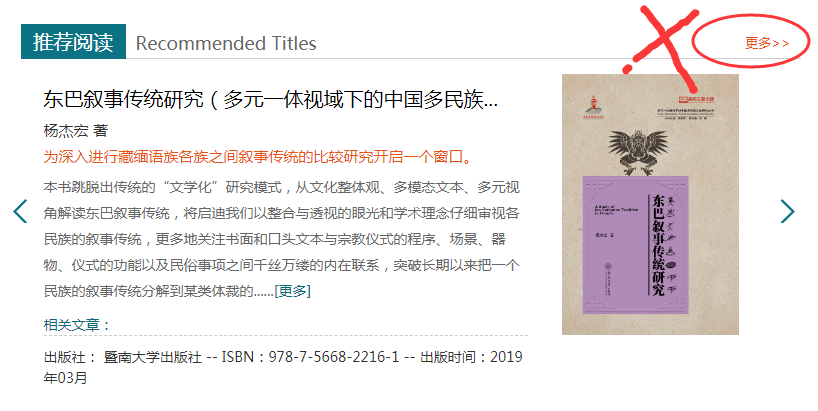 推荐阅读 Recommended Titles 更多>>
东巴叙事传统研究（多元一体视域下的中国多民族...
杨杰宏 著
为深入进行藏缅语族各族之间叙事传统的比较研究开启一个窗口。
本书跳脱出传统的“文学化”研究模式，从文化整体观、多模态文本、多元视
角解读东巴叙事传统，将启迪我们以整合与透视的眼光和学术理念仔细审视各
民族的叙事传统，更多地关注书面和口头文本与宗教仪式的程序、场景、器
物、仪式的功能以及民俗事项之间千丝万缕的内在联系，突破长期以来把一个
民族的叙事传统分解到某类体裁的......[更多]
相关文章：
出版社： 暨南大学出版社 -- ISBN：978-7-5668-2216-1 -- 出版时间：2019
年03月
东巴叙事传统研究
杨杰宏 著